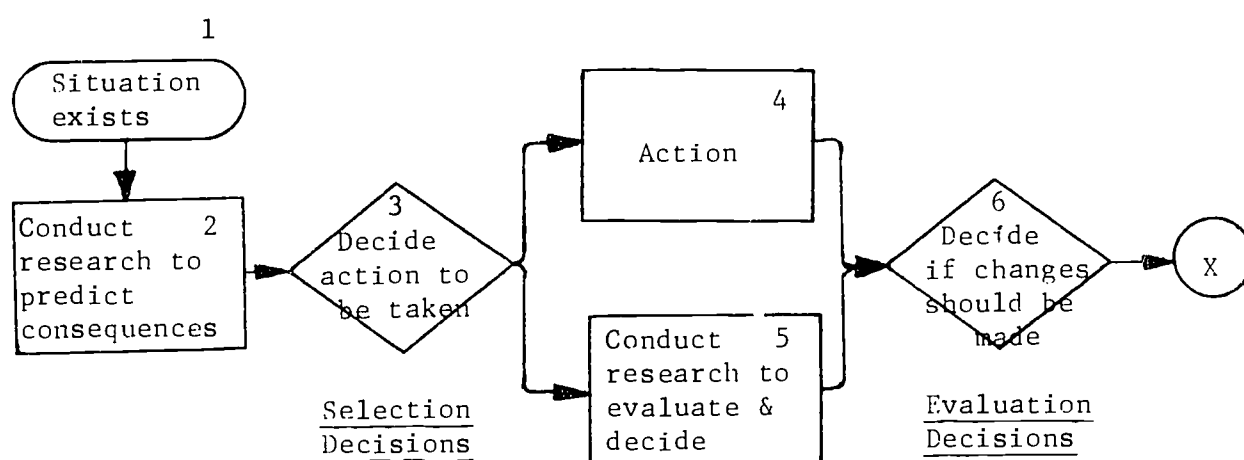 1
Situation
exists
Conduct 2
research to
predict
consequences
3
Decide
action to
be taken
Selection
Decisions
4
Action
Conduct 5
research to
evaluate &
decide
6
Decide
if changes
should be
made
Evaluation
Decisions
X